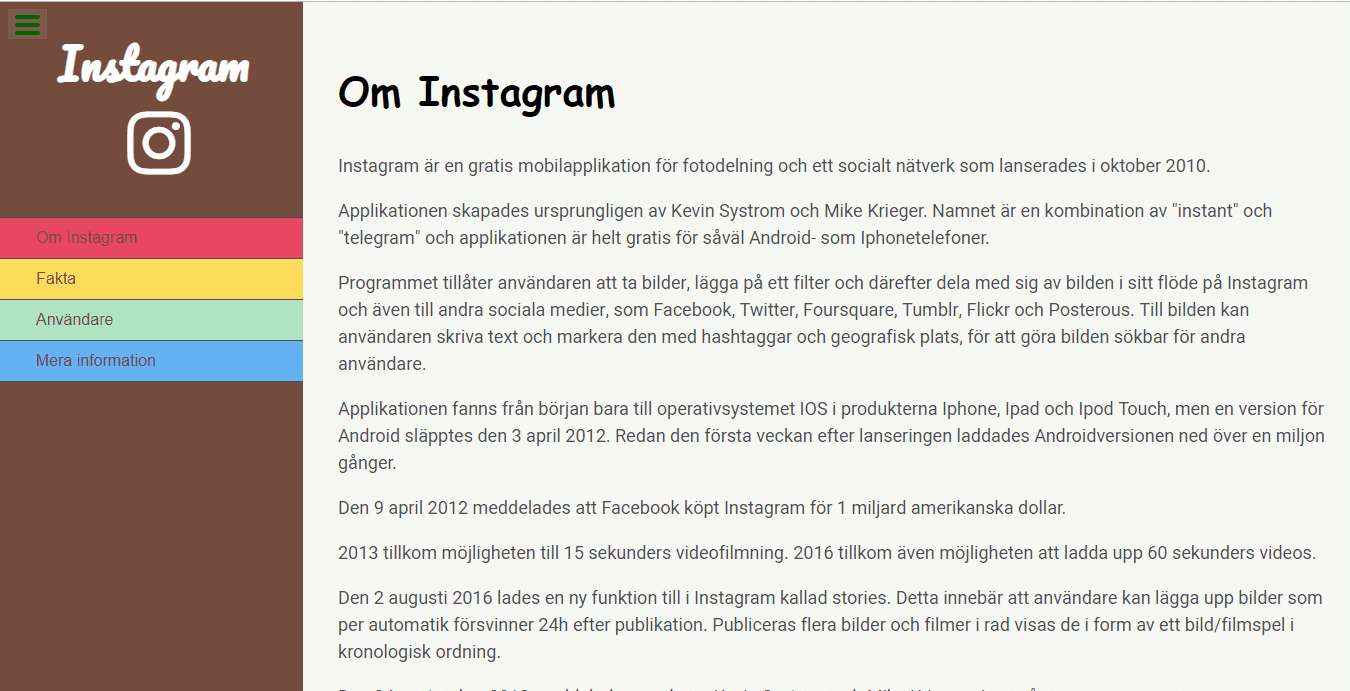 Instagram
Om Instagram
Fakta
Användare
Mera information
Om Instagram
Instagram är en gratis mobilapplikation för fotodelning och ett socialt nätverk som lanserades i oktober 2010.
Applikationen skapades ursprungligen av Kevin Systrom och Mike Krieger. Namnet är en kombination av "instant" och
"telegram" och applikationen är helt gratis för såväl Android- som Iphonetelefoner.
Programmet tillåter användaren att ta bilder, lägga på ett filter och därefter dela med sig av bilden i sitt flöde på Instagram
och även till andra sociala medier, som Facebook, Twitter, Foursquare, Tumblr, Flickr och Posterous. Till bilden kan
användaren skriva text och markera den med hashtaggar och geografisk plats, för att göra bilden sökbar för andra
användare.
Applikationen fanns från början bara till operativsystemet IOS i produkterna Iphone, Ipad och Ipod Touch, men en version för
Android släpptes den 3 april 2012. Redan den första veckan efter lanseringen laddades Androidversionen ned över en miljon
gånger.
Den 9 april 2012 meddelades att Facebook köpt Instagram för 1 miljard amerikanska dollar.
2013 tillkom möjligheten till 15 sekunders videofilmning. 2016 tillkom även möjligheten att ladda upp 60 sekunders videos.
Den 2 augusti 2016 lades en ny funktion till i Instagram kallad stories. Detta innebär att användare kan lägga upp bilder som
per automatik försvinner 24h efter publikation. Publiceras flera bilder och filmer i rad visas de i form av ett bild/filmspel i
kronologisk ordning.